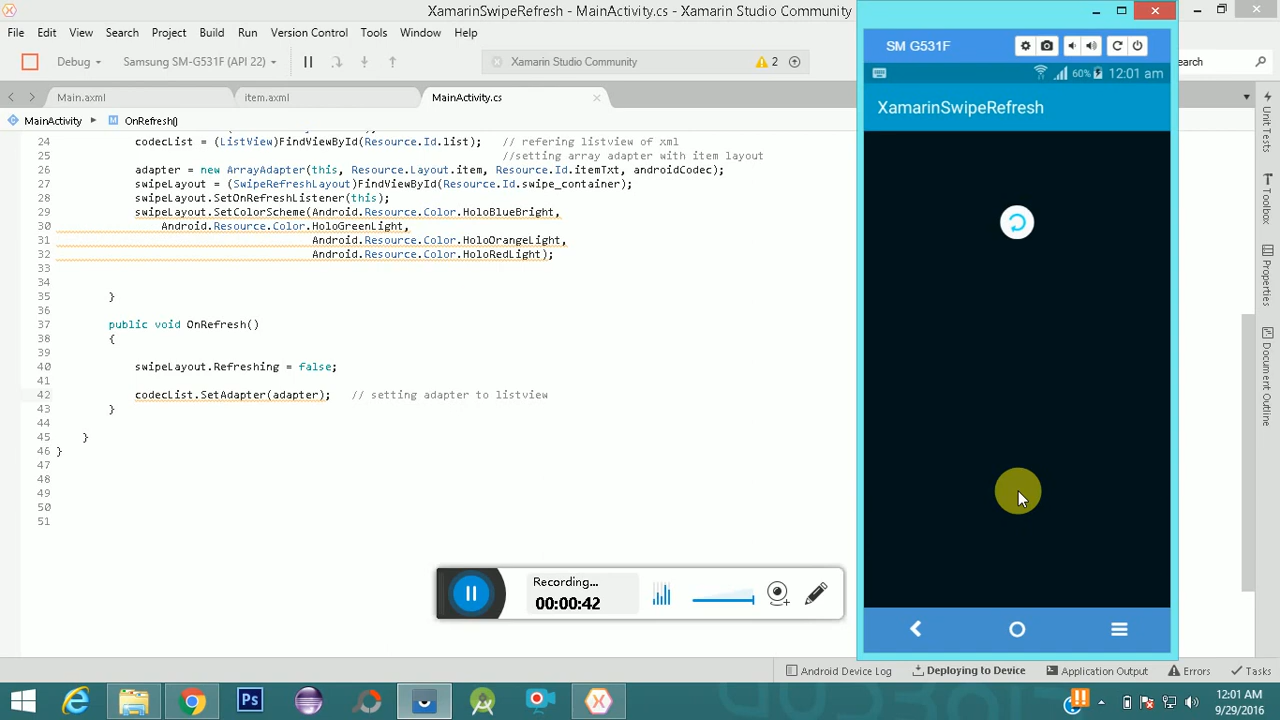 XamarinSwipeRefresh - MainActivity.cs - Xamarin Studio Community
File Edit View Search Project Build Run Version Control Tools Window Help
Debug Samsung SM-G531F (API 22) Xamarin Studio Community 2 earch
Main.axml item.axml MainActivity.cs
MainActivity OnRefresh()
24 codecList = (ListView)FindViewById(Resource.Id.list); // refering listview of xml
25 //setting array adapter with item layout
26 adapter = new ArrayAdapter(this, Resource.Layout.item, Resource.Id.itemTxt, androidCodec);
27 swipeLayout = (SwipeRefreshLayout)FindViewById(Resource.Id.swipe_container);
28 swipeLayout.SetOnRefreshListener(this);
29 swipeLayout.SetColorScheme(Android.Resource.Color.HoloBlueBright,
30 Android.Resource.Color.HoloGreenLight,
31 Android.Resource.Color.HoloOrangeLight,
32 Android.Resource.Color.HoloRedLight);
33
34
35 }
36
37 public void OnRefresh()
38 {
39
40 swipeLayout.Refreshing = false;
41
42 codecList.SetAdapter(adapter); // setting adapter to listview
43 }
44
45 }
46 }
47
48
49
50
51
Unit Tests
Toolbox
Properties
Document Outline
SM G531F
60% 12:01 am
XamarinSwipeRefresh
Recording...
00:00:42
Android Device Log Deploying to Device Application Output Errors Tasks
Ps
12:01 AM
9/29/2016